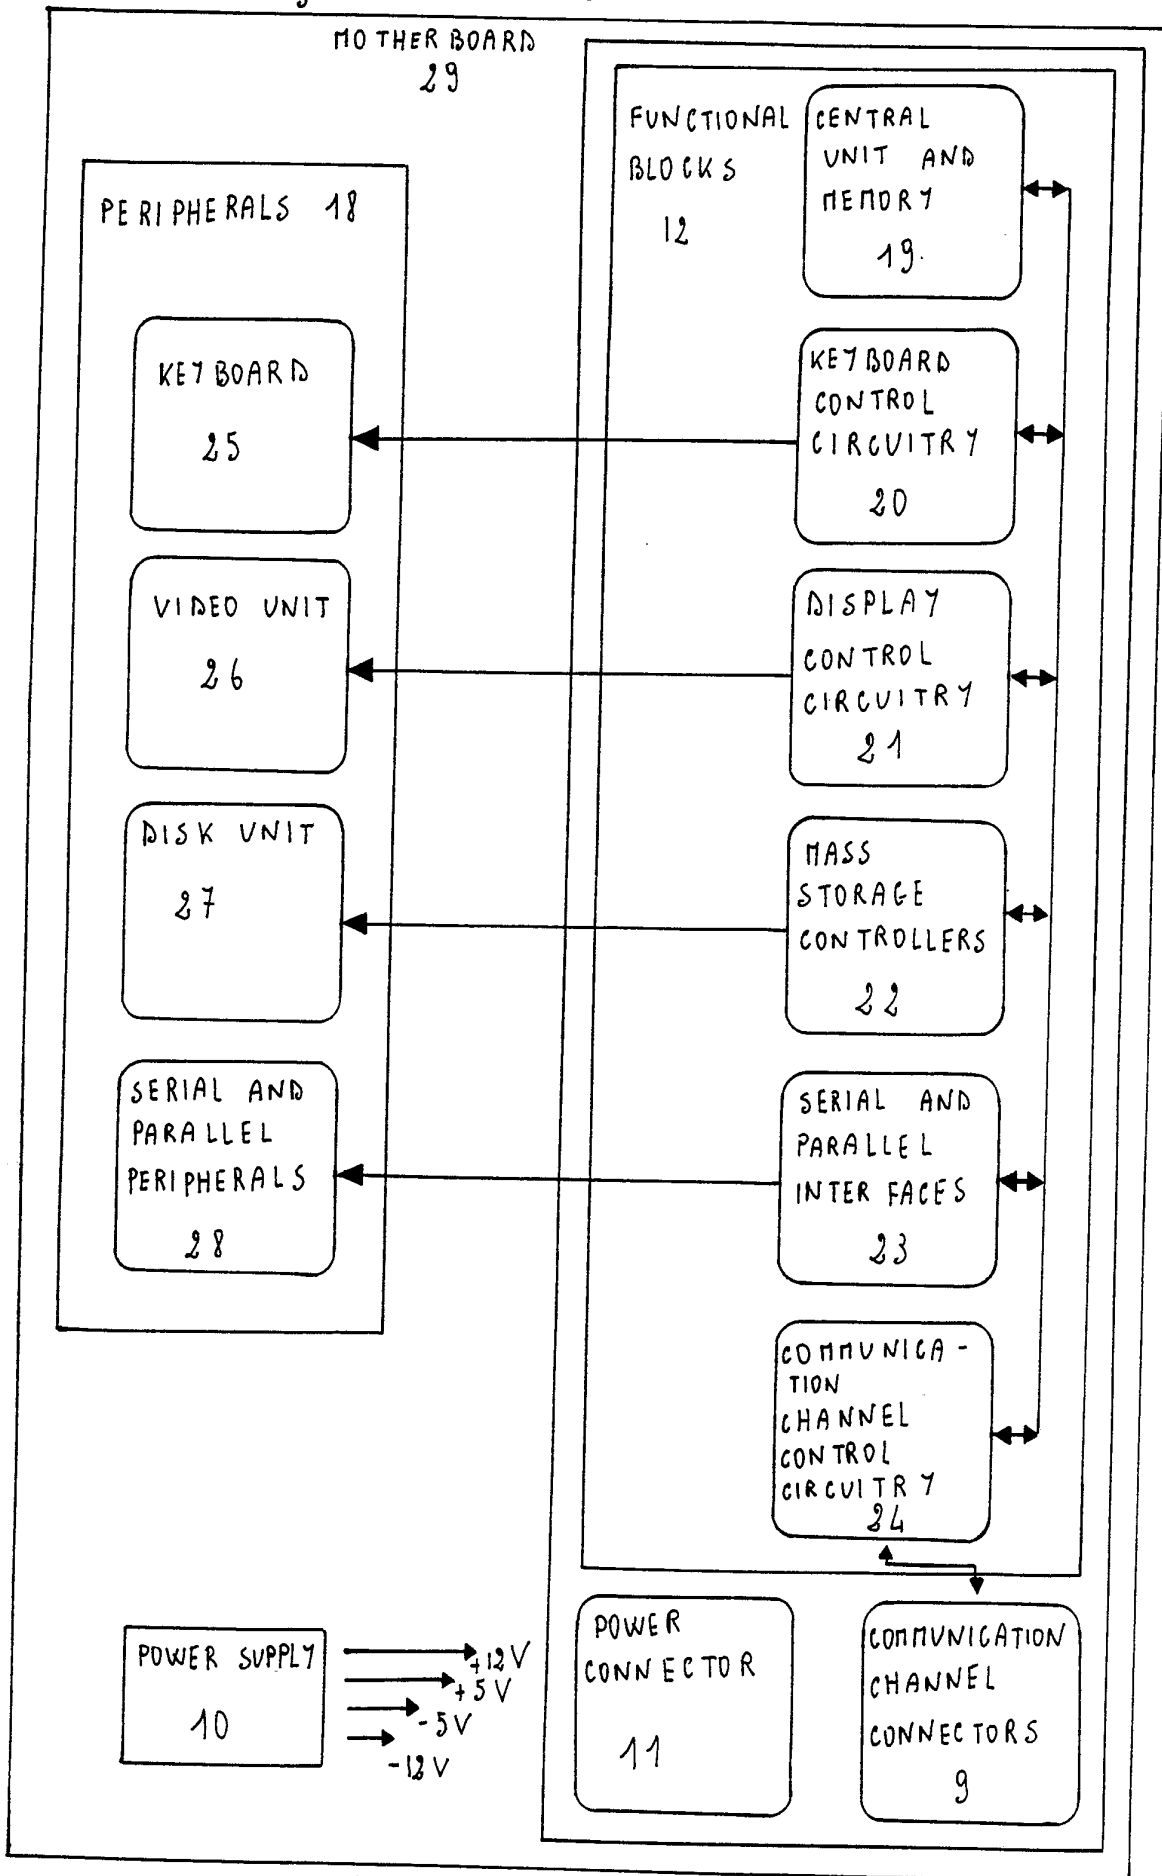 MOTHER BOARD
29
PERIPHERALS 18
KEYBOARD
25
VIDEO UNIT
26
DISK UNIT
27
SERIAL AND
PARALLEL
PERIPHERALS
28
POWER SUPPLY
10
+12V
+5V
-5V
-12V
FUNCTIONAL
BLOCKS
12
CENTRAL
UNIT AND
MEMORY
19.
KEYBOARD
CONTROL
CIRCUITRY
20
DISPLAY
CONTROL
CIRCUITRY
21
MASS
STORAGE
CONTROLLERS
22
SERIAL AND
PARALLEL
INTERFACES
23
COMMUNICA-
TION
CHANNEL
CONTROL
CIRCUITRY
24
POWER
CONNECTOR
11
COMMUNICATION
CHANNEL
CONNECTORS
9